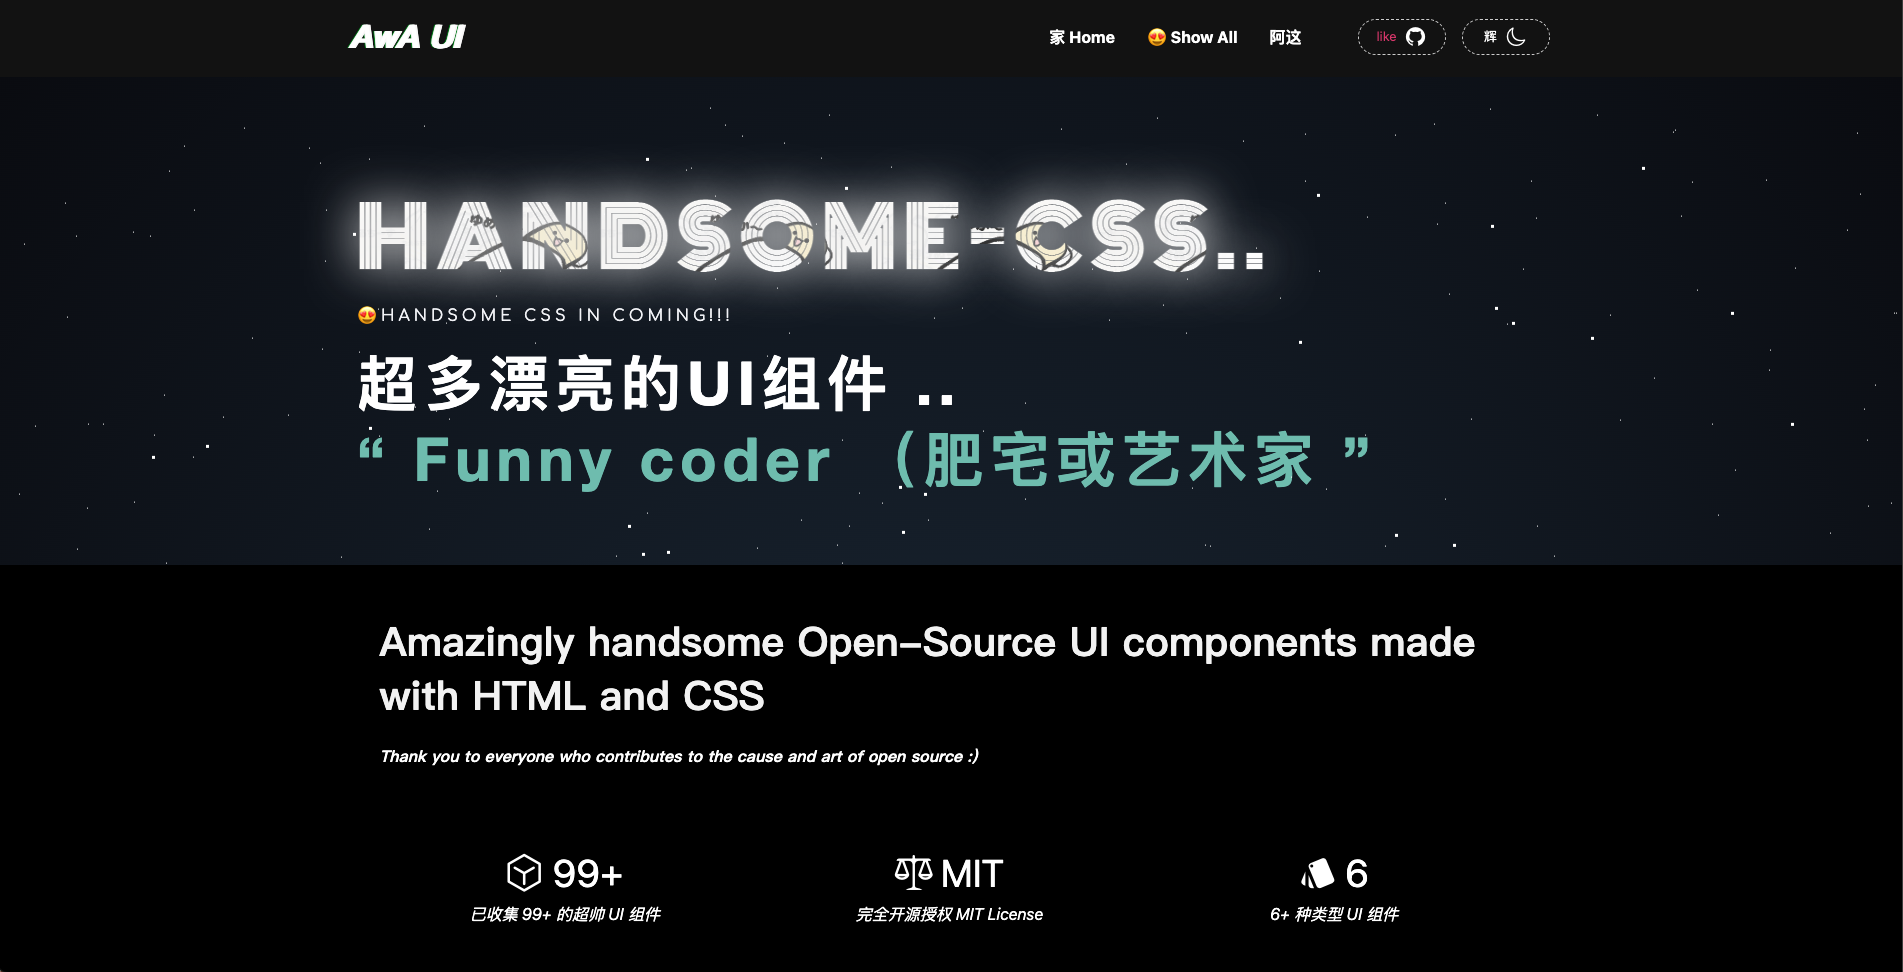 AwA UI
家 Home
😍 Show All
阿这
like
辉
HANDSOME-CSS..
😍HANDSOME CSS IN COMING!!!
超多漂亮的UI组件 ..
“ Funny coder （肥宅或艺术家 ”
Amazingly handsome Open-Source UI components made
with HTML and CSS
Thank you to everyone who contributes to the cause and art of open source :)
99+
已收集 99+ 的超帅 UI 组件
MIT
完全开源授权 MIT License
6
6+ 种类型 UI 组件